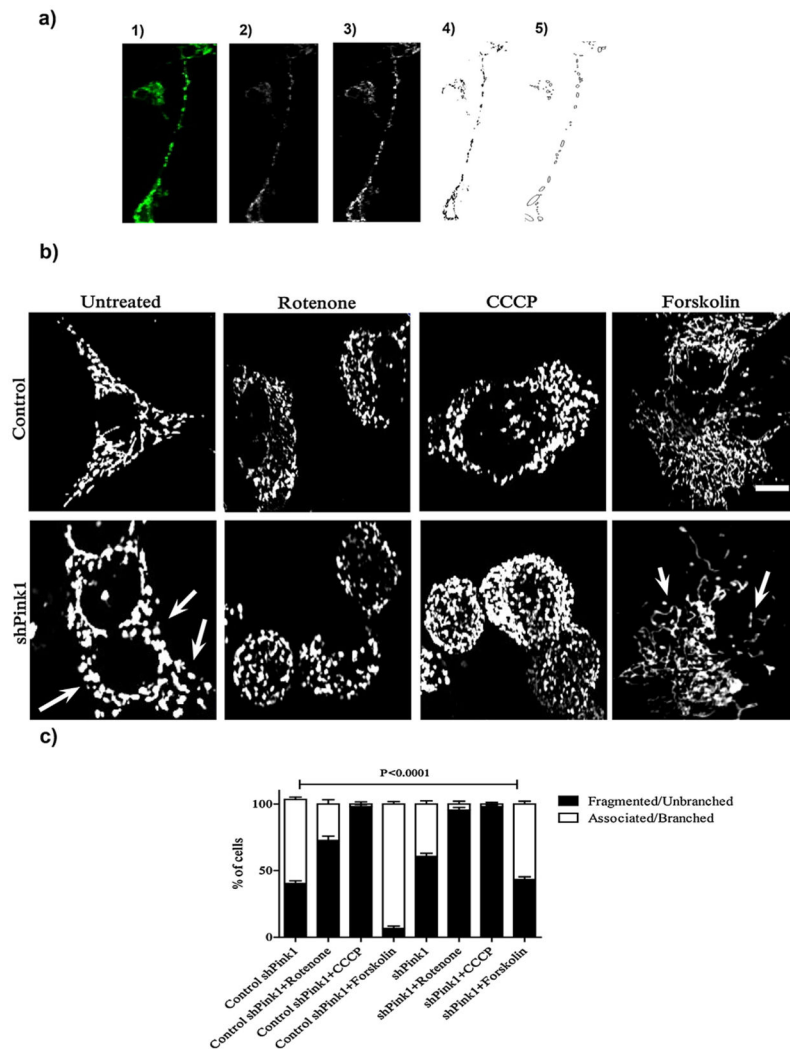 a)
1) 2) 3) 4) 5)
b)
Untreated Rotenone CCCP Forskolin
Control
shPink1
c)
P<0.0001
Fragmented/Unbranched
Associated/Branched
% of cells
100
50
0
Control shPink1
Control shPink1+Rotenone
Control shPink1+CCCP
Control shPink1+Forskolin
shPink1
shPink1+Rotenone
shPink1+CCCP
shPink1+Forskolin